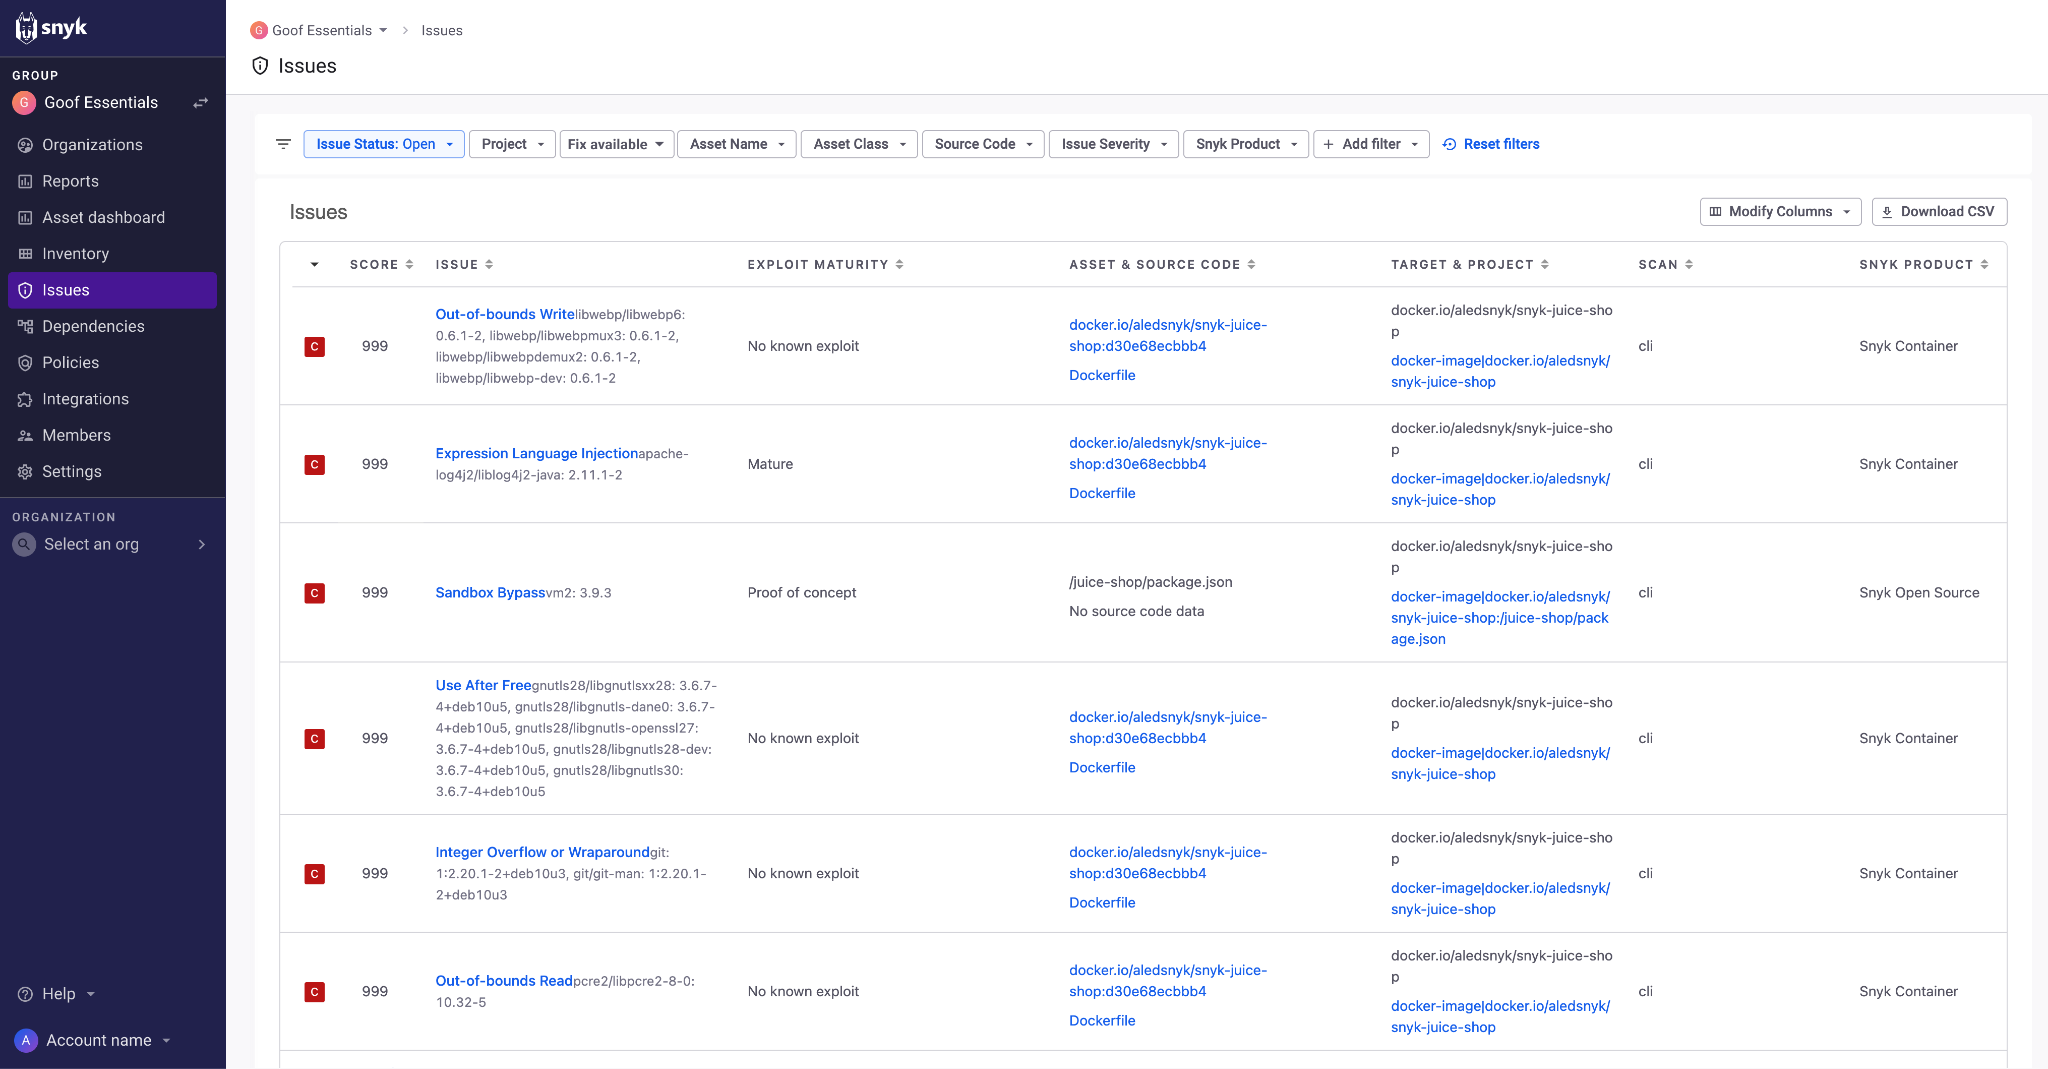 snyk
GROUP
G Goof Essentials
Organizations
Reports
Asset dashboard
Inventory
Issues
Dependencies
Policies
Integrations
Members
Settings
ORGANIZATION
Select an org
Help
A Account name
G Goof Essentials > Issues
Issues
Issue Status: Open Project Fix available Asset Name Asset Class Source Code Issue Severity Snyk Product + Add filter Reset filters
Issues
Modify Columns Download CSV
SCORE ISSUE EXPLOIT MATURITY ASSET & SOURCE CODE TARGET & PROJECT SCAN SNYK PRODUCT
C
999
Out-of-bounds Writelibwebp/libwebp6:
0.6.1-2, libwebp/libwebpmux3: 0.6.1-2,
libwebp/libwebpdemux2: 0.6.1-2,
libwebp/libwebp-dev: 0.6.1-2
No known exploit
docker.io/aledsnyk/snyk-juice-
shop:d30e68ecbbb4
Dockerfile
docker.io/aledsnyk/snyk-juice-sho
p
docker-image|docker.io/aledsnyk/
snyk-juice-shop
cli
Snyk Container
C
999
Expression Language Injectionapache-
log4j2/liblog4j2-java: 2.11.1-2
Mature
docker.io/aledsnyk/snyk-juice-
shop:d30e68ecbbb4
Dockerfile
docker.io/aledsnyk/snyk-juice-sho
p
docker-image|docker.io/aledsnyk/
snyk-juice-shop
cli
Snyk Container
C
999
Sandbox Bypassvm2: 3.9.3
Proof of concept
/juice-shop/package.json
No source code data
docker.io/aledsnyk/snyk-juice-sho
p
docker-image|docker.io/aledsnyk/
snyk-juice-shop:/juice-shop/pack
age.json
cli
Snyk Open Source
C
999
Use After Freegnutls28/libgnutlsxx28: 3.6.7-
4+deb10u5, gnutls28/libgnutls-dane0: 3.6.7-
4+deb10u5, gnutls28/libgnutls-openssl27:
3.6.7-4+deb10u5, gnutls28/libgnutls28-dev:
3.6.7-4+deb10u5, gnutls28/libgnutls30:
3.6.7-4+deb10u5
No known exploit
docker.io/aledsnyk/snyk-juice-
shop:d30e68ecbbb4
Dockerfile
docker.io/aledsnyk/snyk-juice-sho
p
docker-image|docker.io/aledsnyk/
snyk-juice-shop
cli
Snyk Container
C
999
Integer Overflow or Wraparoundgit:
1:2.20.1-2+deb10u3, git/git-man: 1:2.20.1-
2+deb10u3
No known exploit
docker.io/aledsnyk/snyk-juice-
shop:d30e68ecbbb4
Dockerfile
docker.io/aledsnyk/snyk-juice-sho
p
docker-image|docker.io/aledsnyk/
snyk-juice-shop
cli
Snyk Container
C
999
Out-of-bounds Readpcre2/libpcre2-8-0:
10.32-5
No known exploit
docker.io/aledsnyk/snyk-juice-
shop:d30e68ecbbb4
Dockerfile
docker.io/aledsnyk/snyk-juice-sho
p
docker-image|docker.io/aledsnyk/
snyk-juice-shop
cli
Snyk Container